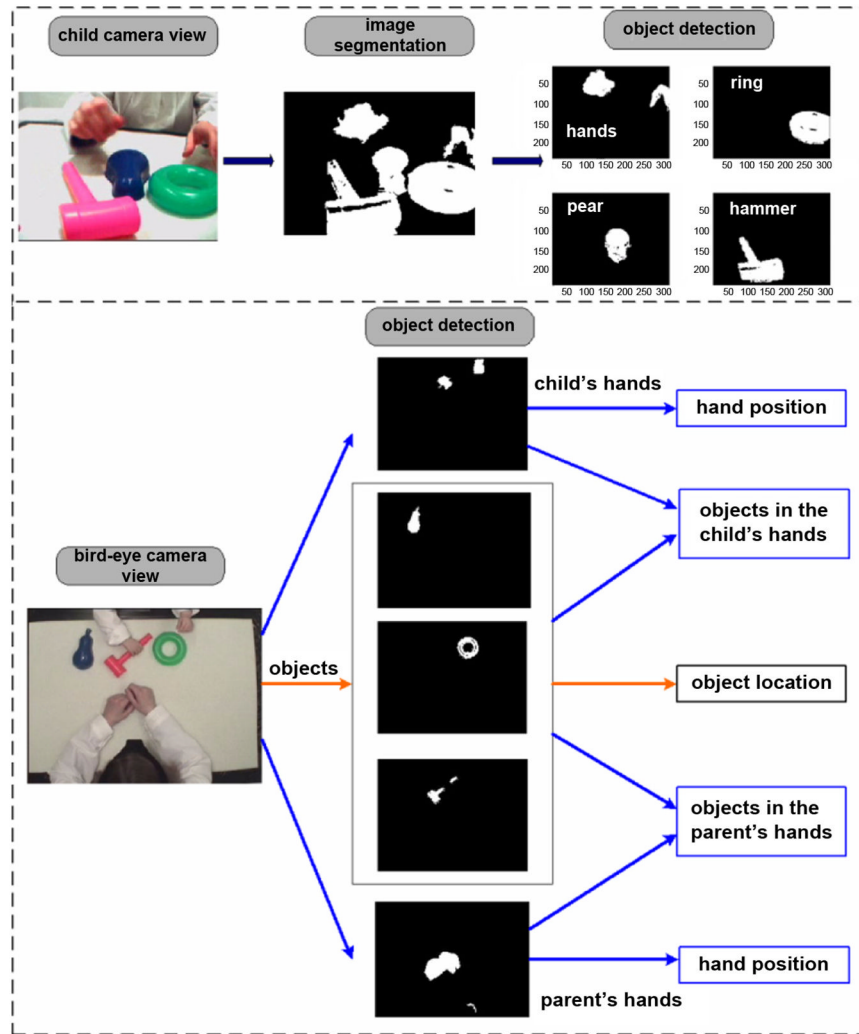 child camera view
image
segmentation
object detection
50
100
150
200
hands
50 100 150 200 250 300
50
100
150
200
ring
50 100 150 200 250 300
50
100
150
200
pear
50 100 150 200 250 300
50
100
150
200
hammer
50 100 150 200 250 300
object detection
child's hands
hand position
objects in the
child's hands
bird-eye camera
view
objects
object location
objects in the
parent's hands
hand position
parent's hands